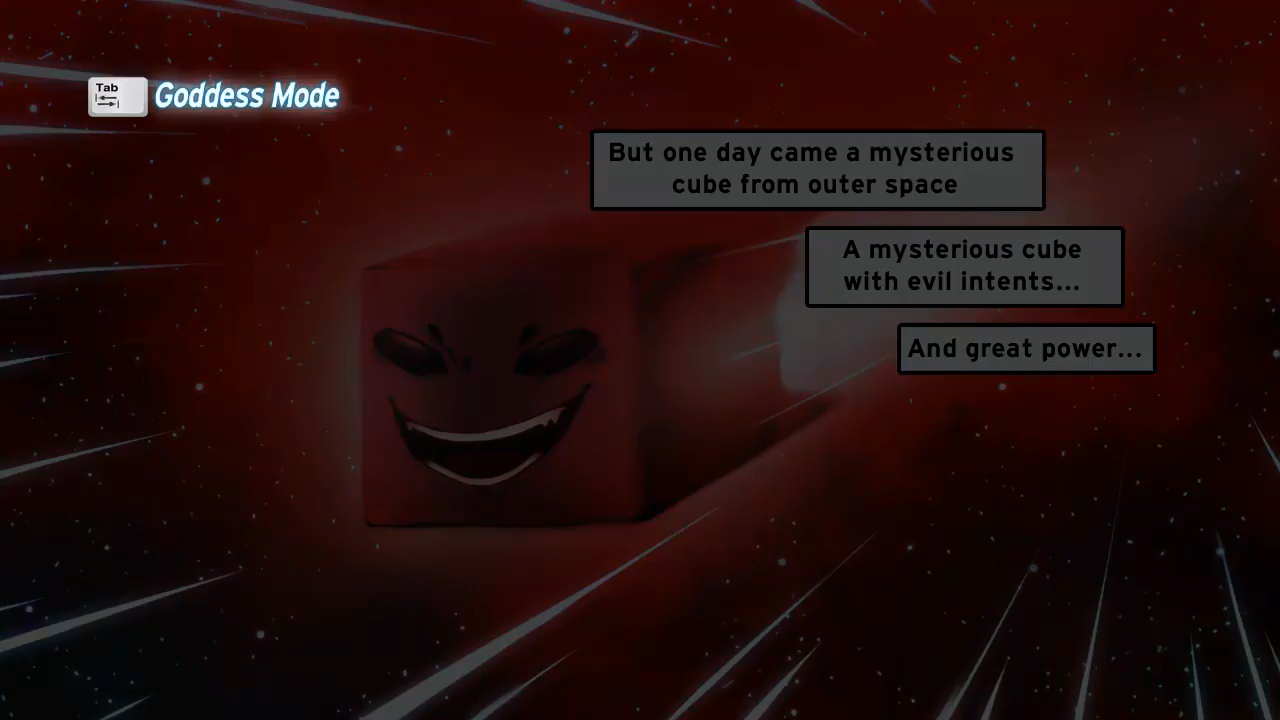 Tab
Goddess Mode
But one day came a mysterious
cube from outer space
A mysterious cube
with evil intents...
And great power...